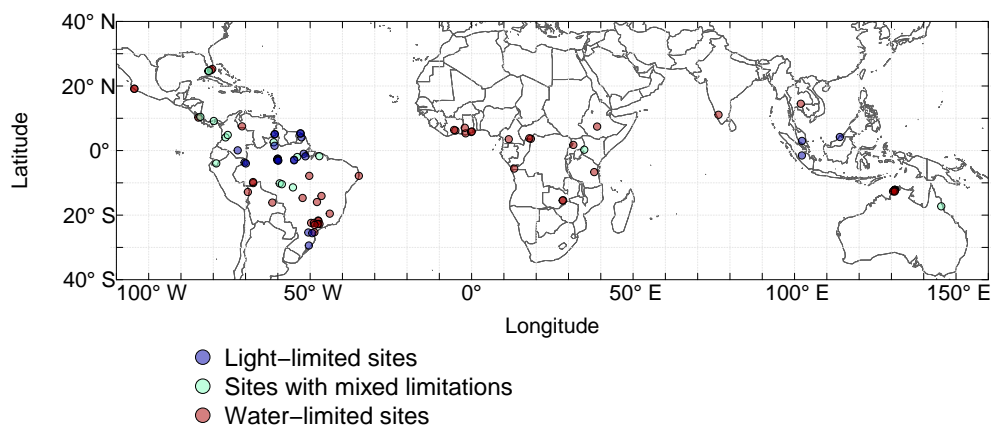 40° N
20° N
0°
20° S
40° S
Latitude
100° W
50° W
0°
50° E
100° E
150° E
Longitude
Light−limited sites
Sites with mixed limitations
Water−limited sites